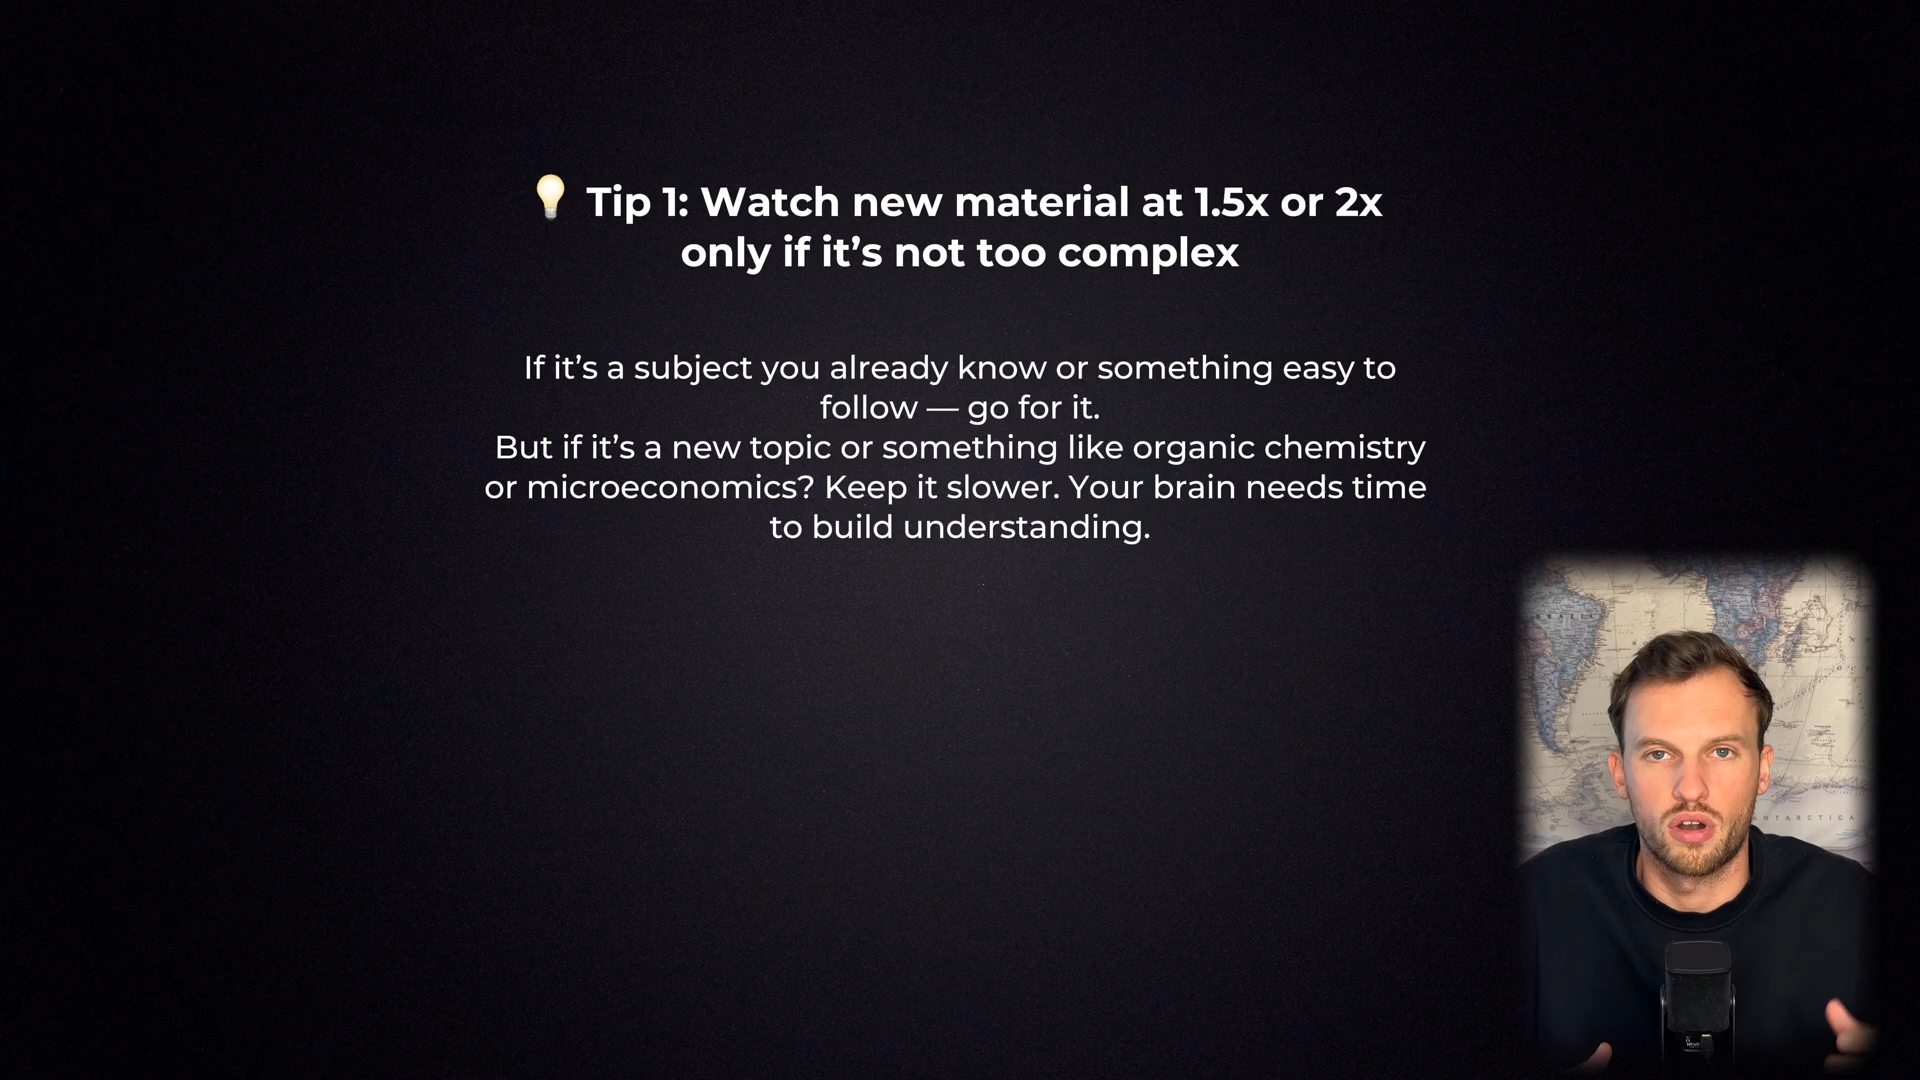 💡 Tip 1: Watch new material at 1.5x or 2x
only if it’s not too complex
If it’s a subject you already know or something easy to
follow — go for it.
But if it’s a new topic or something like organic chemistry
or microeconomics? Keep it slower. Your brain needs time
to build understanding.
BRAZIL
ANTARCTICA